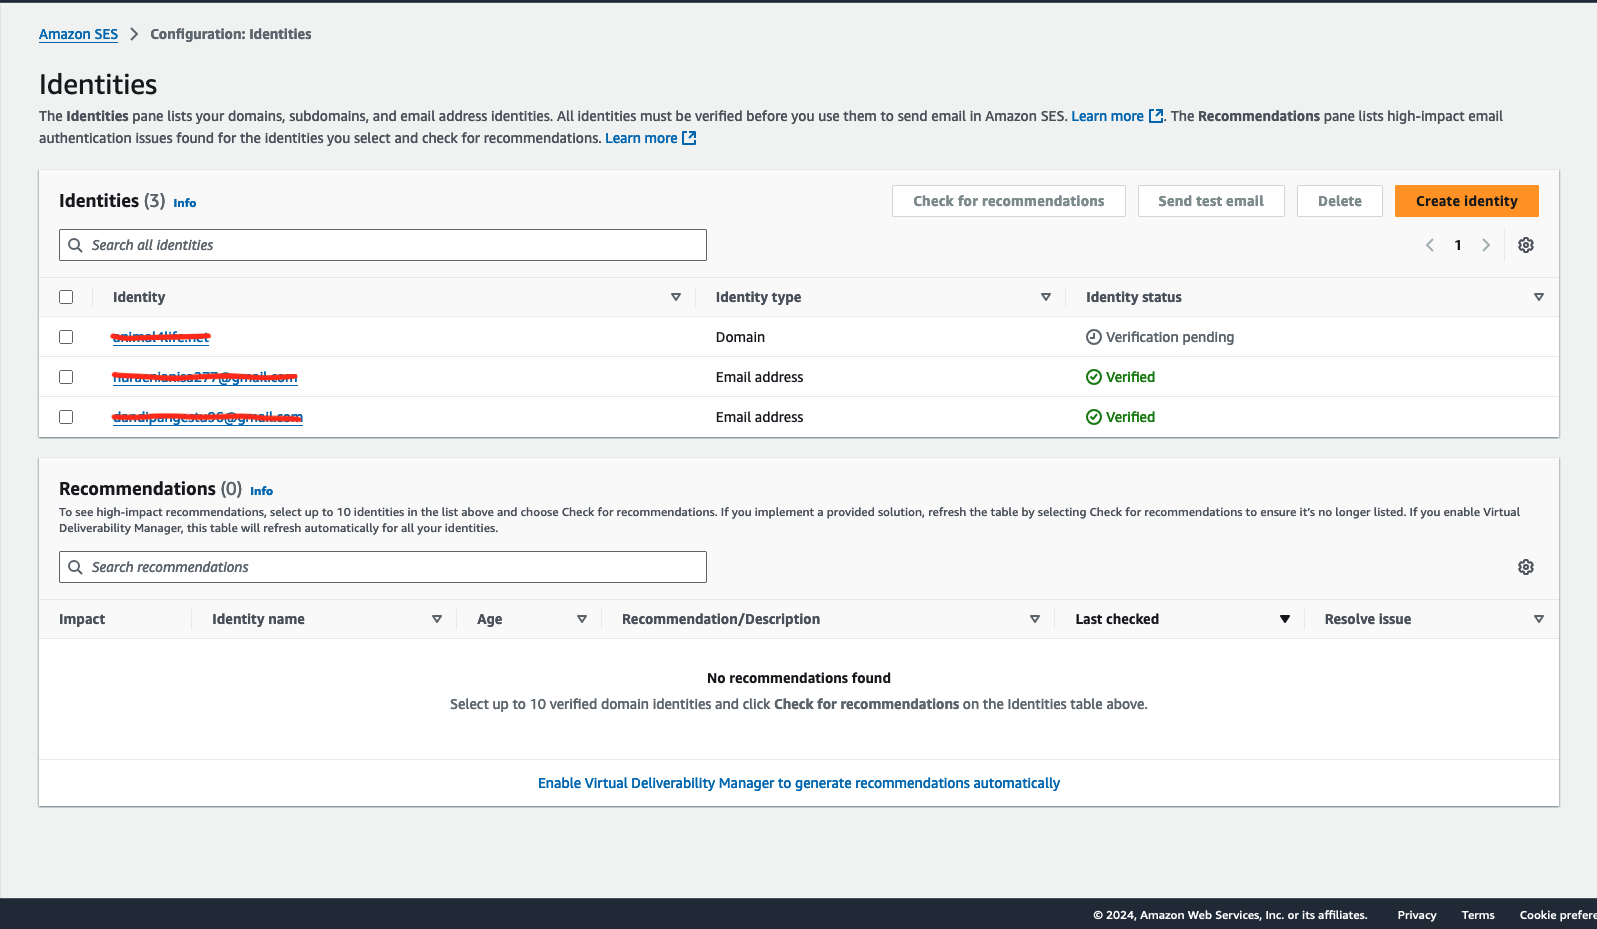 Amazon SES > Configuration: Identities
Identities
The Identities pane lists your domains, subdomains, and email address identities. All identities must be verified before you use them to send email in Amazon SES. Learn more. The Recommendations pane lists high-impact email
authentication issues found for the identities you select and check for recommendations. Learn more
Identities (3) Info
Check for recommendations Send test email Delete Create identity
Search all identities
1
Identity Identity type Identity status
Domain Verification pending
Email address Verified
Email address Verified
Recommendations (0) Info
To see high-impact recommendations, select up to 10 identities in the list above and choose Check for recommendations. If you implement a provided solution, refresh the table by selecting Check for recommendations to ensure it's no longer listed. If you enable Virtual
Deliverability Manager, this table will refresh automatically for all your identities.
Search recommendations
Impact Identity name Age Recommendation/Description Last checked Resolve issue
No recommendations found
Select up to 10 verified domain identities and click Check for recommendations on the Identities table above.
Enable Virtual Deliverability Manager to generate recommendations automatically
© 2024, Amazon Web Services, Inc. or its affiliates. Privacy Terms Cookie prefere